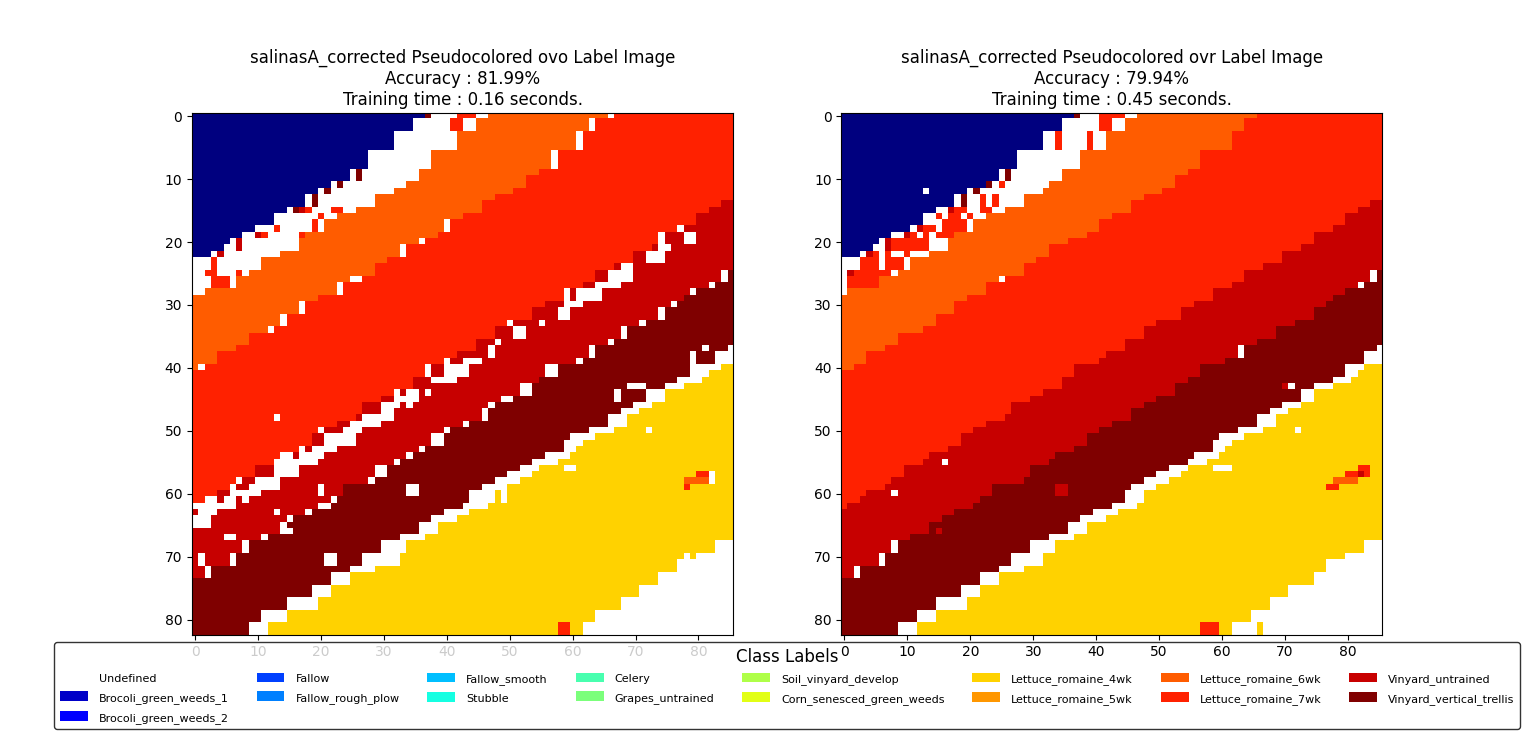 salinasA_corrected Pseudocolored ovo Label Image
Accuracy : 81.99%
Training time : 0.16 seconds.
salinasA_corrected Pseudocolored ovr Label Image
Accuracy : 79.94%
Training time : 0.45 seconds.
0
10
20
30
40
50
60
70
80
0 10 20 30 40 50 60 70 80
0
10
20
30
40
50
60
70
80
0 10 20 30 40 50 60 70 80
Class Labels
Undefined
Brocoli_green_weeds_1
Brocoli_green_weeds_2
Fallow
Fallow_rough_plow
Fallow_smooth
Stubble
Celery
Grapes_untrained
Soil_vinyard_develop
Corn_senesced_green_weeds
Lettuce_romaine_4wk
Lettuce_romaine_5wk
Lettuce_romaine_6wk
Lettuce_romaine_7wk
Vinyard_untrained
Vinyard_vertical_trellis